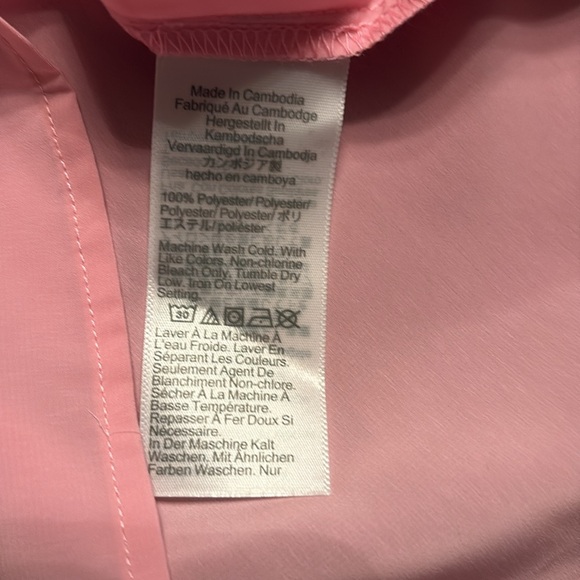 Made In Cambodia
Fabriqué Au Cambodge
Hergestellt In
Kambodscha
Vervaardigd In Cambodja
カンボジア製
hecho en camboya
100% Polyester/ Polyester/
Polyester/ Polyester/ ポリ
エステル/ poliéster
Machine Wash Cold. With
Like Colors. Non-chlorine
Bleach Only. Tumble Dry
Low. Iron On Lowest
Setting.
30
Laver À La Machine À
L'eau Froide. Laver En
Séparant Les Couleurs.
Seulement Agent De
Blanchiment Non-chlore.
Sécher À La Machine À
Basse Température.
Repasser À Fer Doux Si
Nécessaire.
In Der Maschine Kalt
Waschen. Mit Ähnlichen
Farben Waschen. Nur